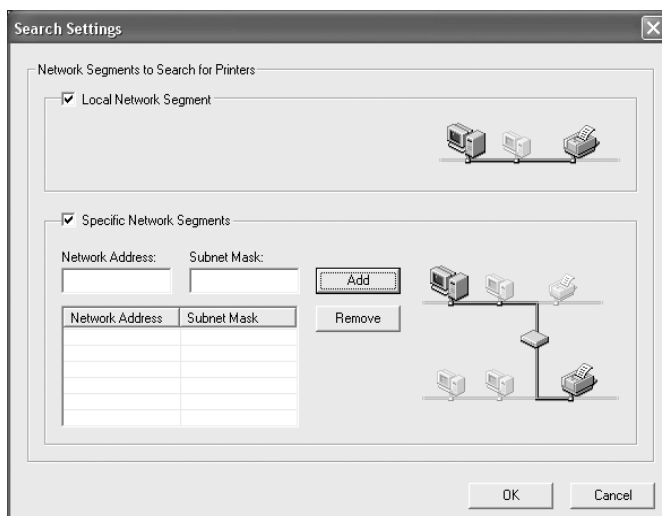 Search Settings
Network Segments to Search for Printers
Local Network Segment
Specific Network Segments
Network Address: Subnet Mask:
Add
Network Address Subnet Mask
Remove
OK Cancel